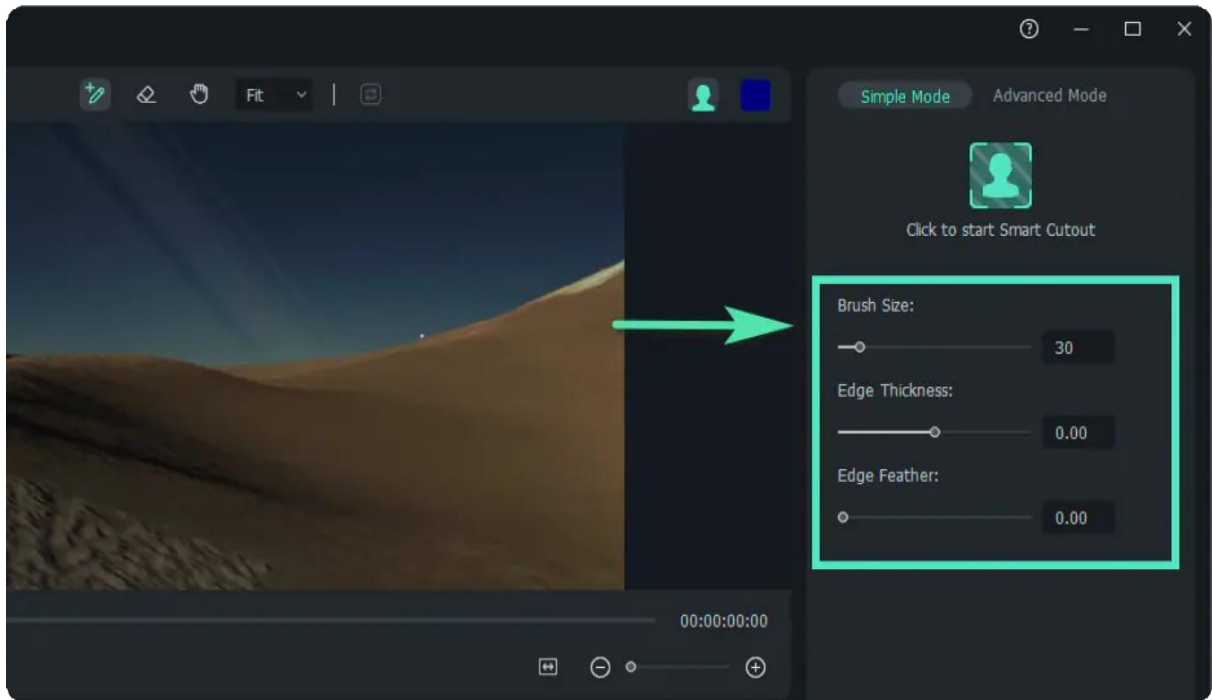 Fit
Simple Mode
Advanced Mode
Click to start Smart Cutout
Brush Size:
30
Edge Thickness:
0.00
Edge Feather:
0.00
00:00:00:00